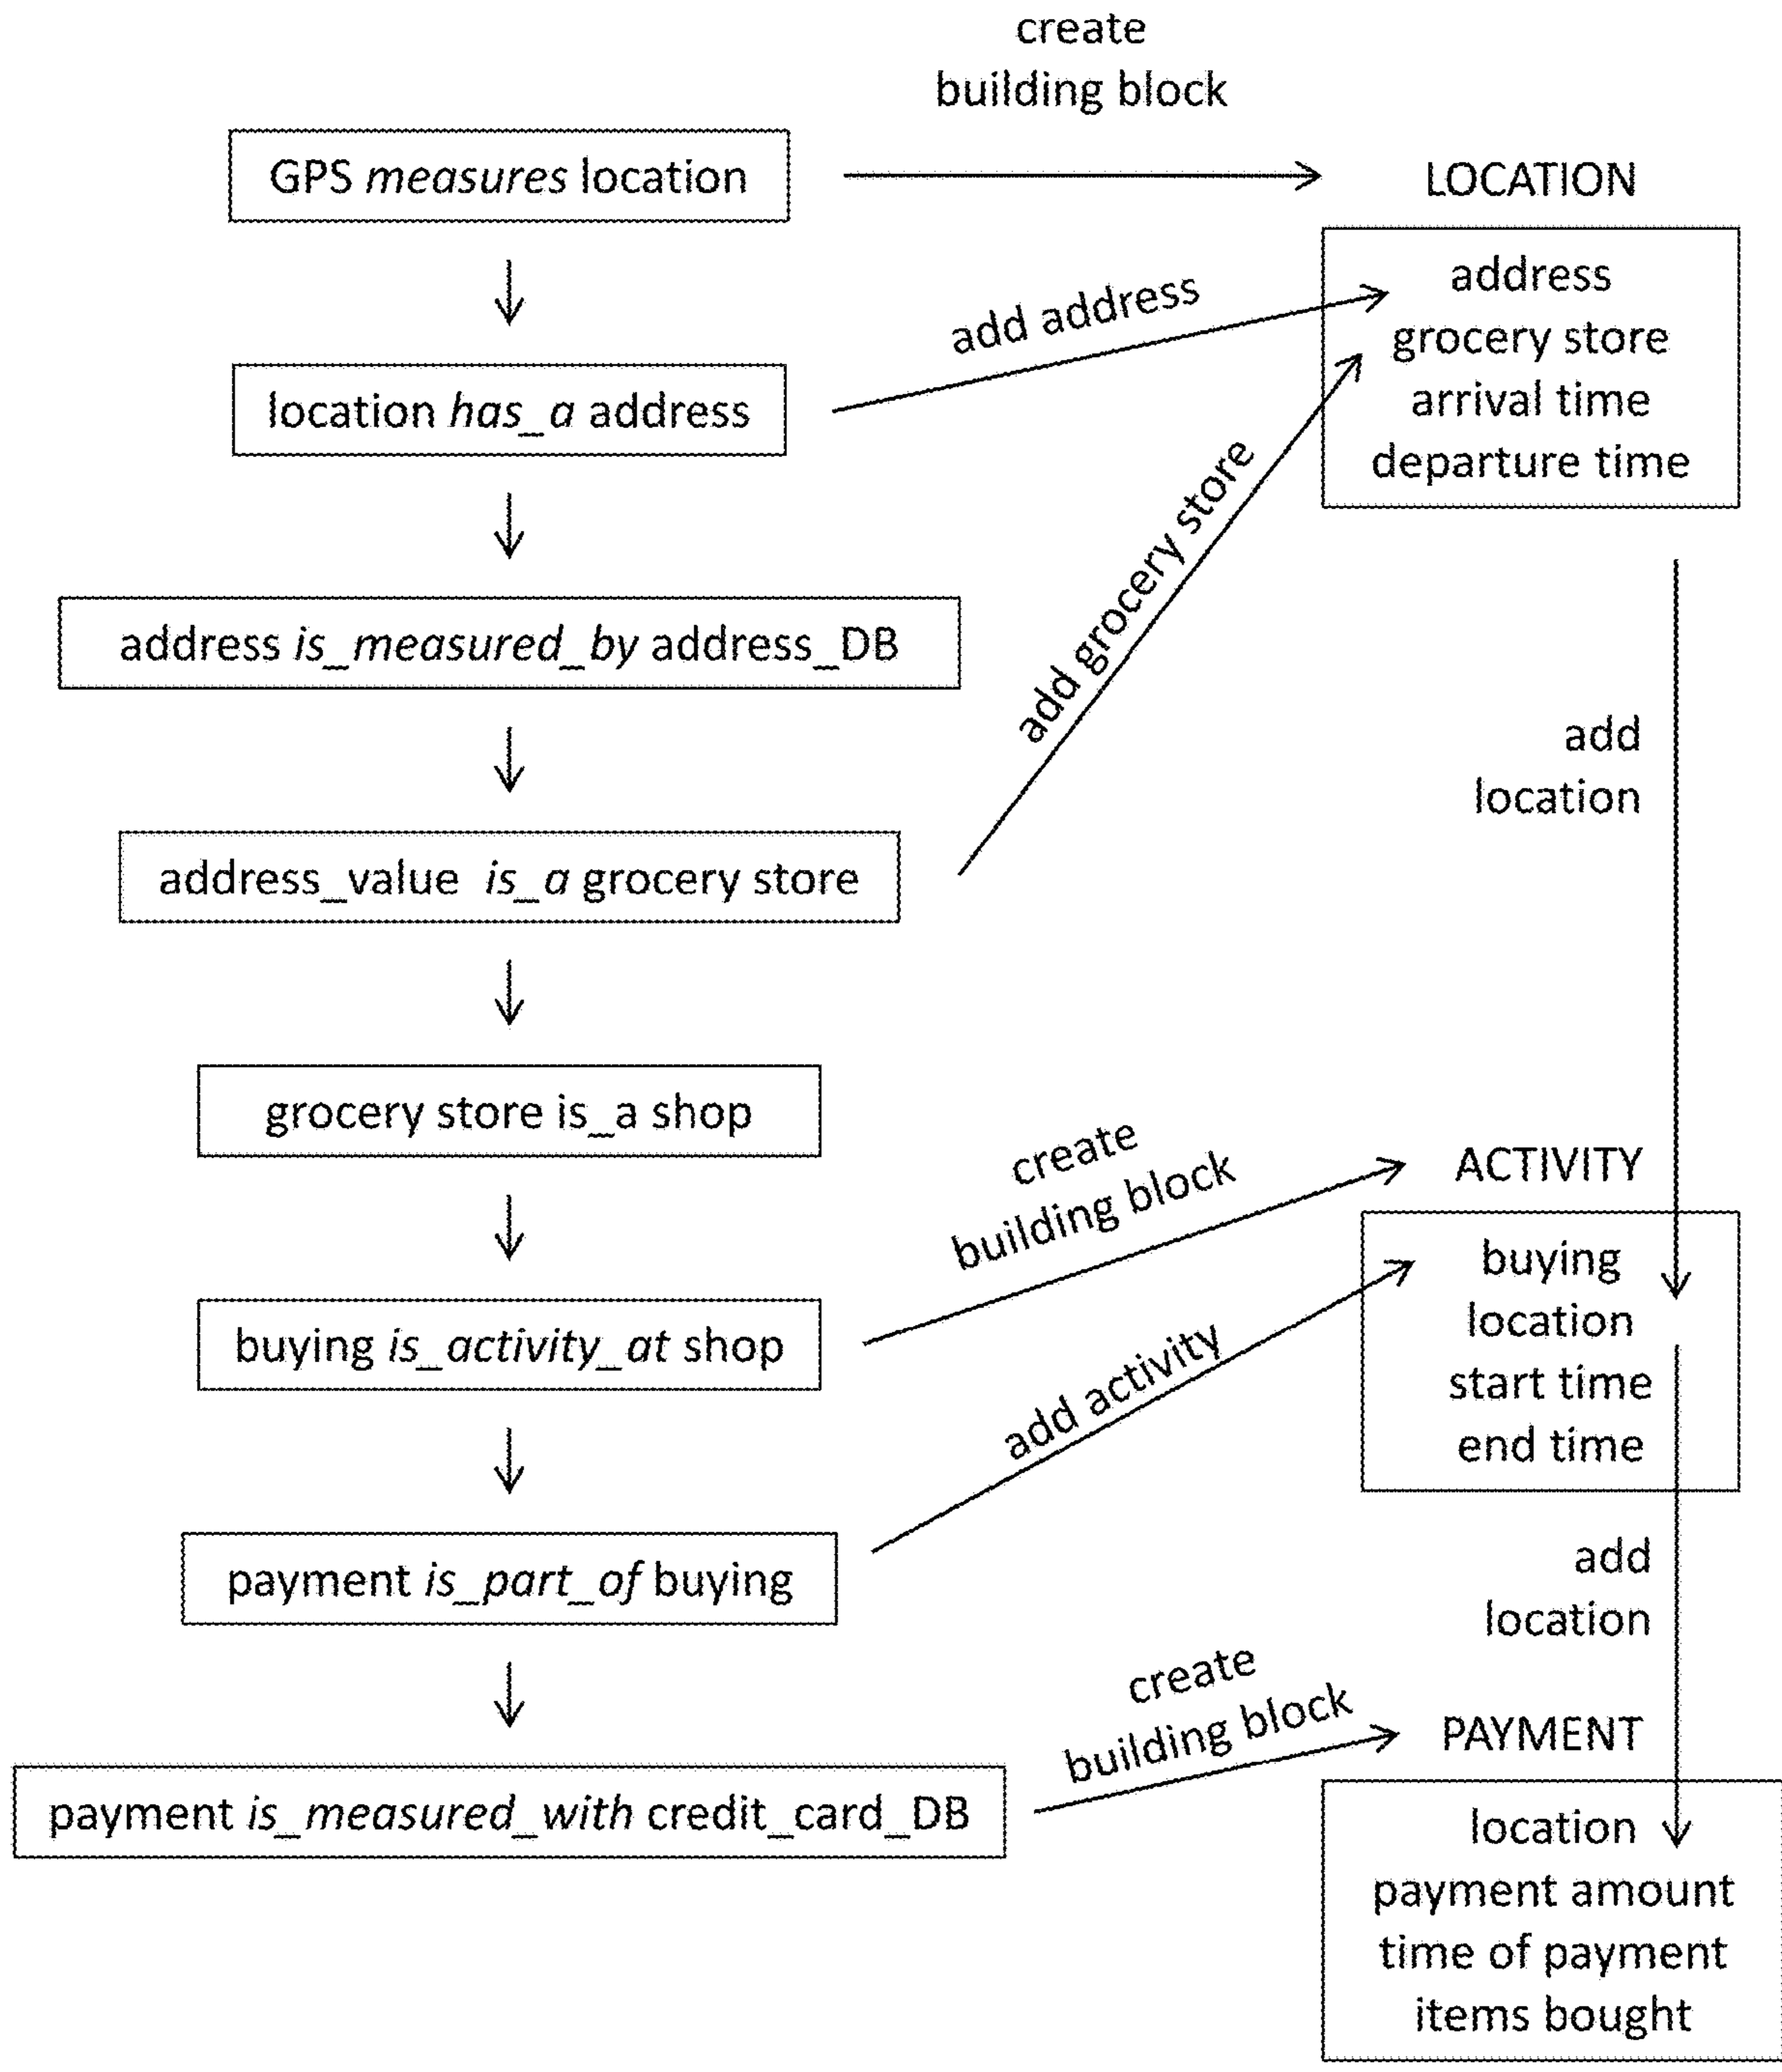 create
building block
GPS measures location
LOCATION
address
grocery store
arrival time
departure time
add address
location has_a address
add grocery store
address is_measured_by address_DB
add
location
address_value is_a grocery store
grocery store is_a shop
create
building block
ACTIVITY
buying
location
start time
end time
buying is_activity_at shop
add activity
payment is_part_of buying
add
location
create
building block
PAYMENT
location
payment amount
time of payment
items bought
payment is_measured_with credit_card_DB